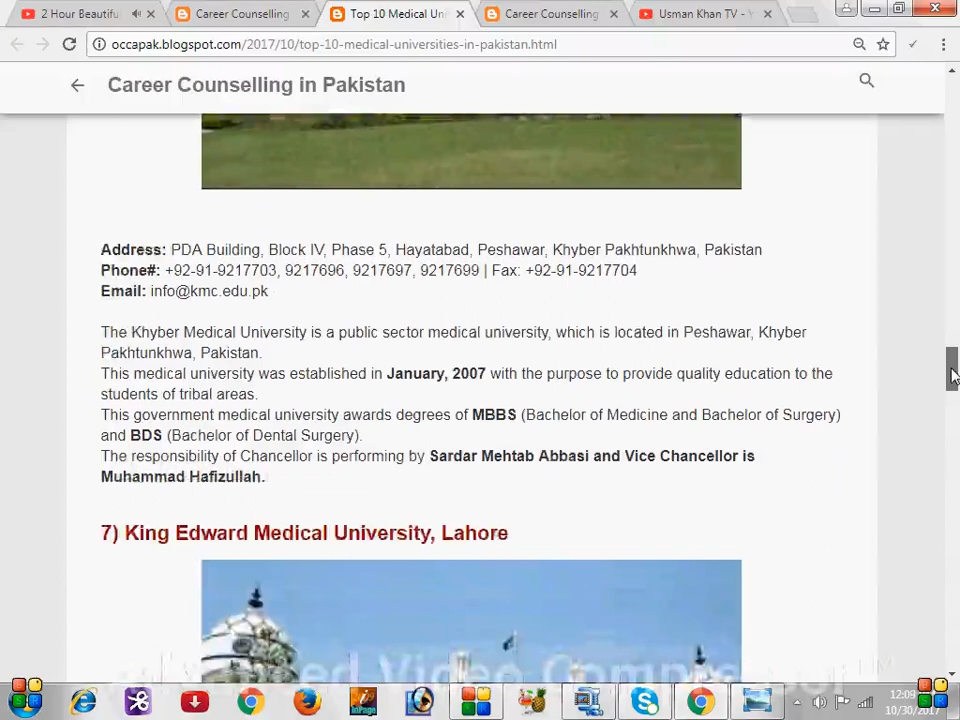 2 Hour Beautiful
Career Counselling
Top 10 Medical Uni
Career Counselling
Usman Khan TV - Y
occapak.blogspot.com/2017/10/top-10-medical-universities-in-pakistan.html
Career Counselling in Pakistan
Address: PDA Building, Block IV, Phase 5, Hayatabad, Peshawar, Khyber Pakhtunkhwa, Pakistan
Phone#: +92-91-9217703, 9217696, 9217697, 9217699 | Fax: +92-91-9217704
Email: info@kmc.edu.pk
The Khyber Medical University is a public sector medical university, which is located in Peshawar, Khyber
Pakhtunkhwa, Pakistan.
This medical university was established in January, 2007 with the purpose to provide quality education to the
students of tribal areas.
This government medical university awards degrees of MBBS (Bachelor of Medicine and Bachelor of Surgery)
and BDS (Bachelor of Dental Surgery).
The responsibility of Chancellor is performing by Sardar Mehtab Abbasi and Vice Chancellor is
Muhammad Hafizullah.
7) King Edward Medical University, Lahore
Advanced Video Compressor
InPage
12:09
10/30/2017